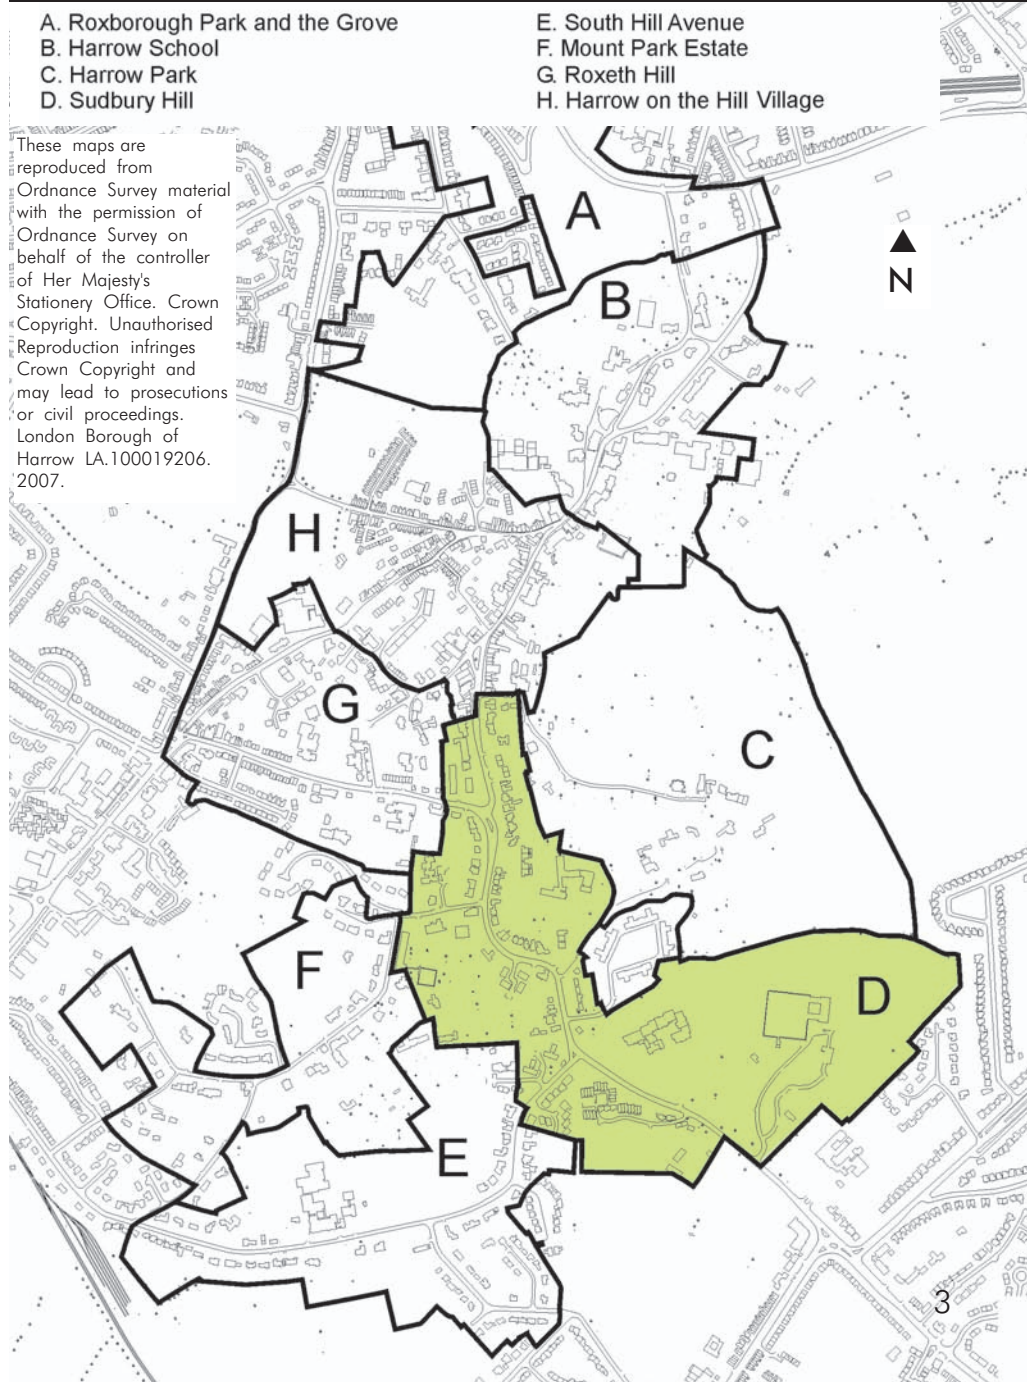 A. Roxborough Park and the Grove
B. Harrow School
C. Harrow Park
D. Sudbury Hill
E. South Hill Avenue
F. Mount Park Estate
G. Roxeth Hill
H. Harrow on the Hill Village
These maps are
reproduced from
Ordnance Survey material
with the permission of
Ordnance Survey on
behalf of the controller
of Her Majesty's
Stationery Office. Crown
Copyright. Unauthorised
Reproduction infringes
Crown Copyright and
may lead to prosecutions
or civil proceedings.
London Borough of
Harrow LA.100019206.
2007.
A
N
B
H
G
C
F
D
E
3